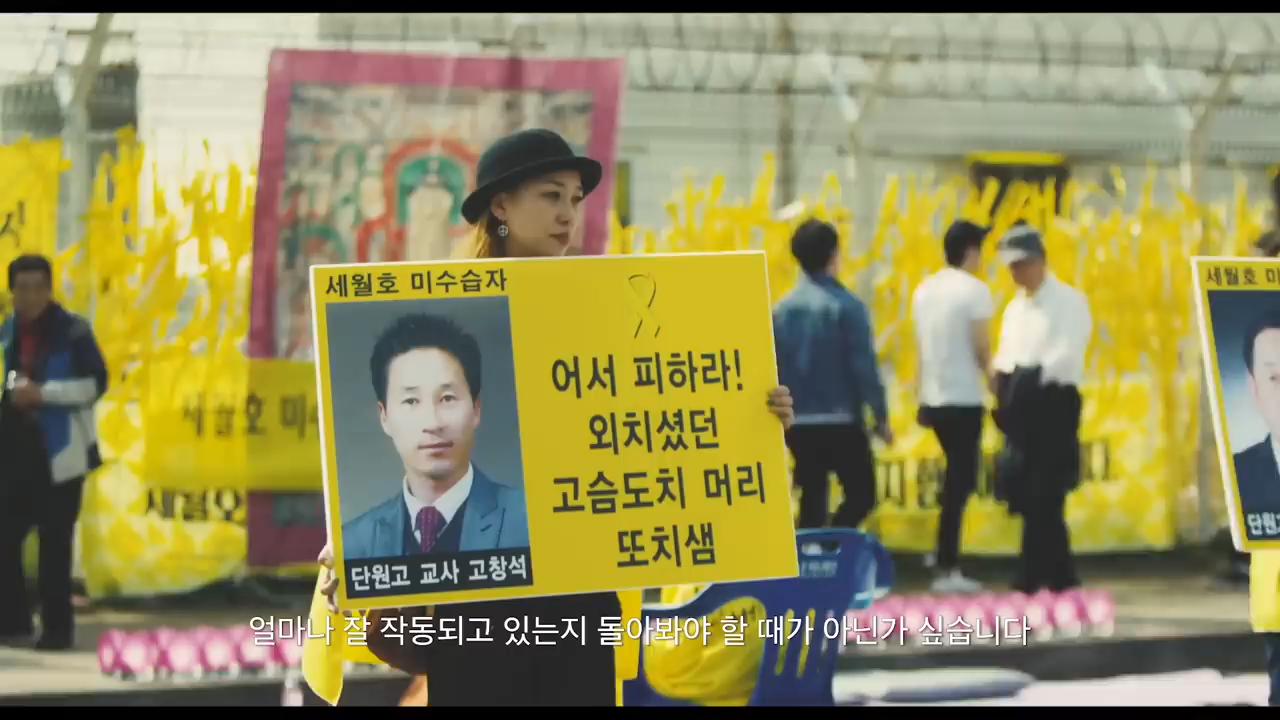 세월호 미수습자
어서 피하라!
외치셨던
고슴도치 머리
또치샘
단원고 교사 고창석
세월호 미
세월호
단원고
얼마나 잘 작동되고 있는지 돌아봐야 할 때가 아닌가 싶습니다